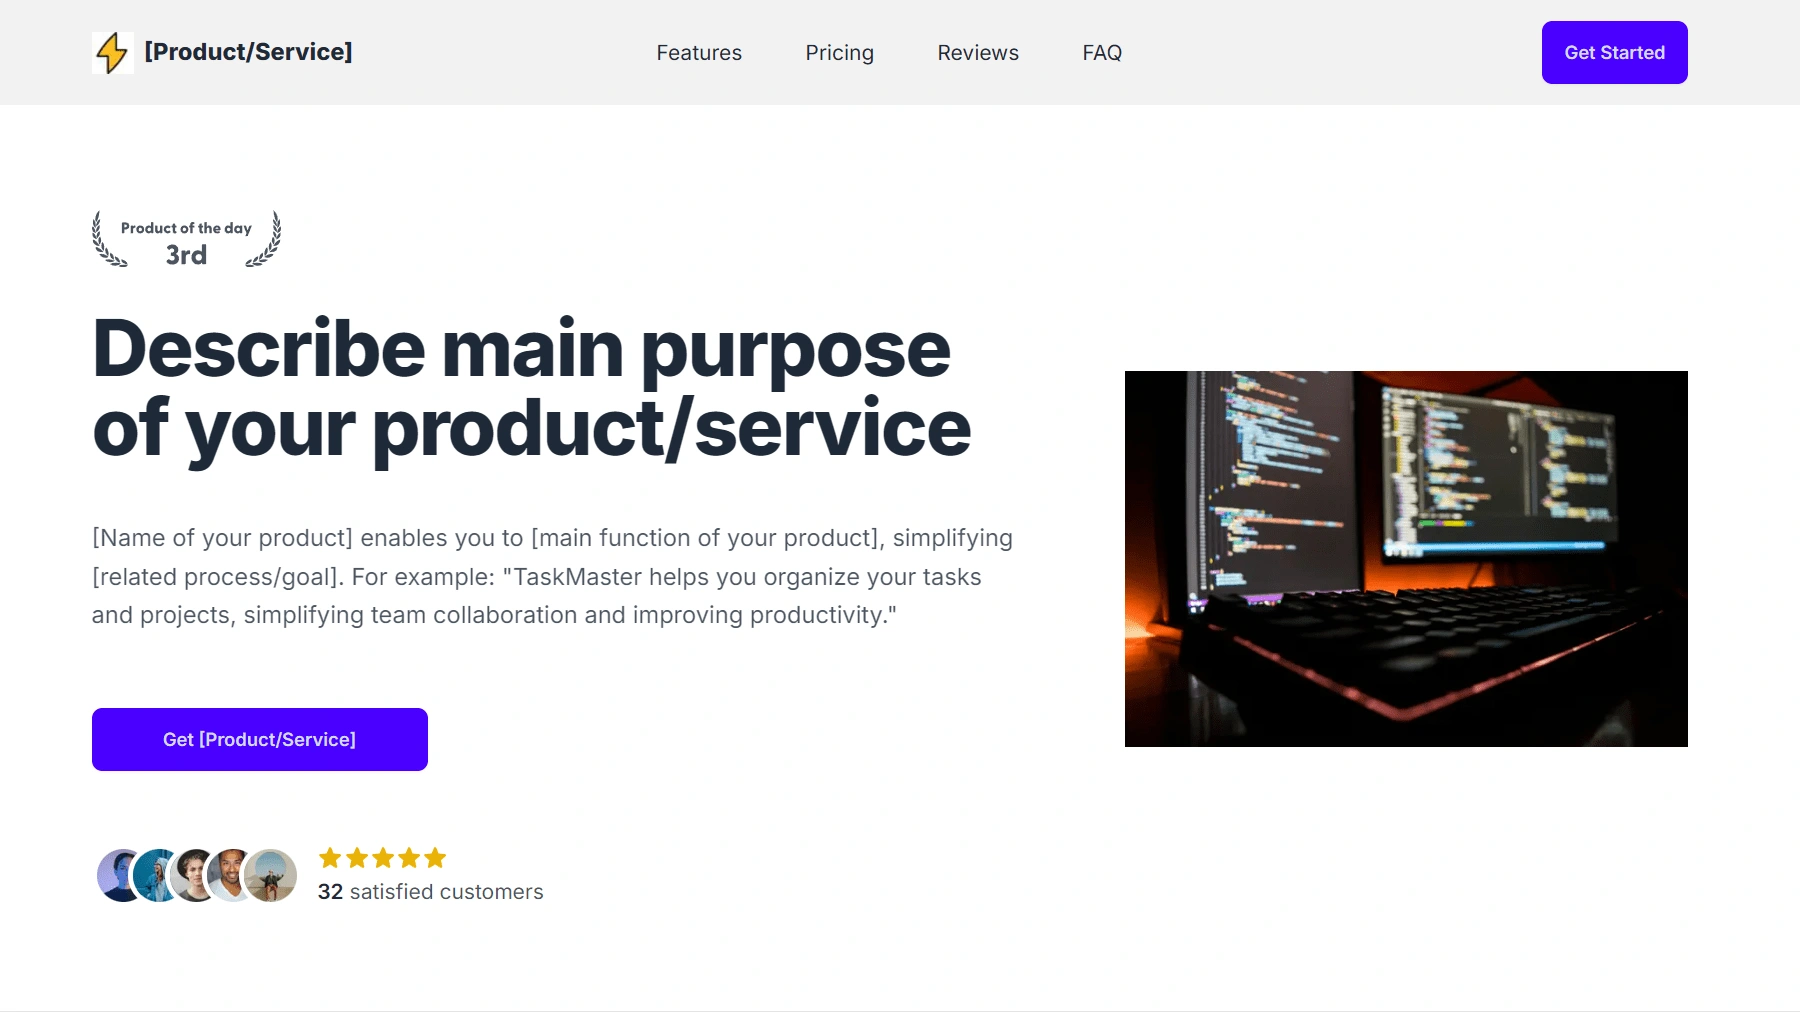 [Product/Service]
Features
Pricing
Reviews
FAQ
Get Started
Product of the day
3rd
Describe main purpose
of your product/service
[Name of your product] enables you to [main function of your product], simplifying
[related process/goal]. For example: "TaskMaster helps you organize your tasks
and projects, simplifying team collaboration and improving productivity."
Get [Product/Service]
32 satisfied customers